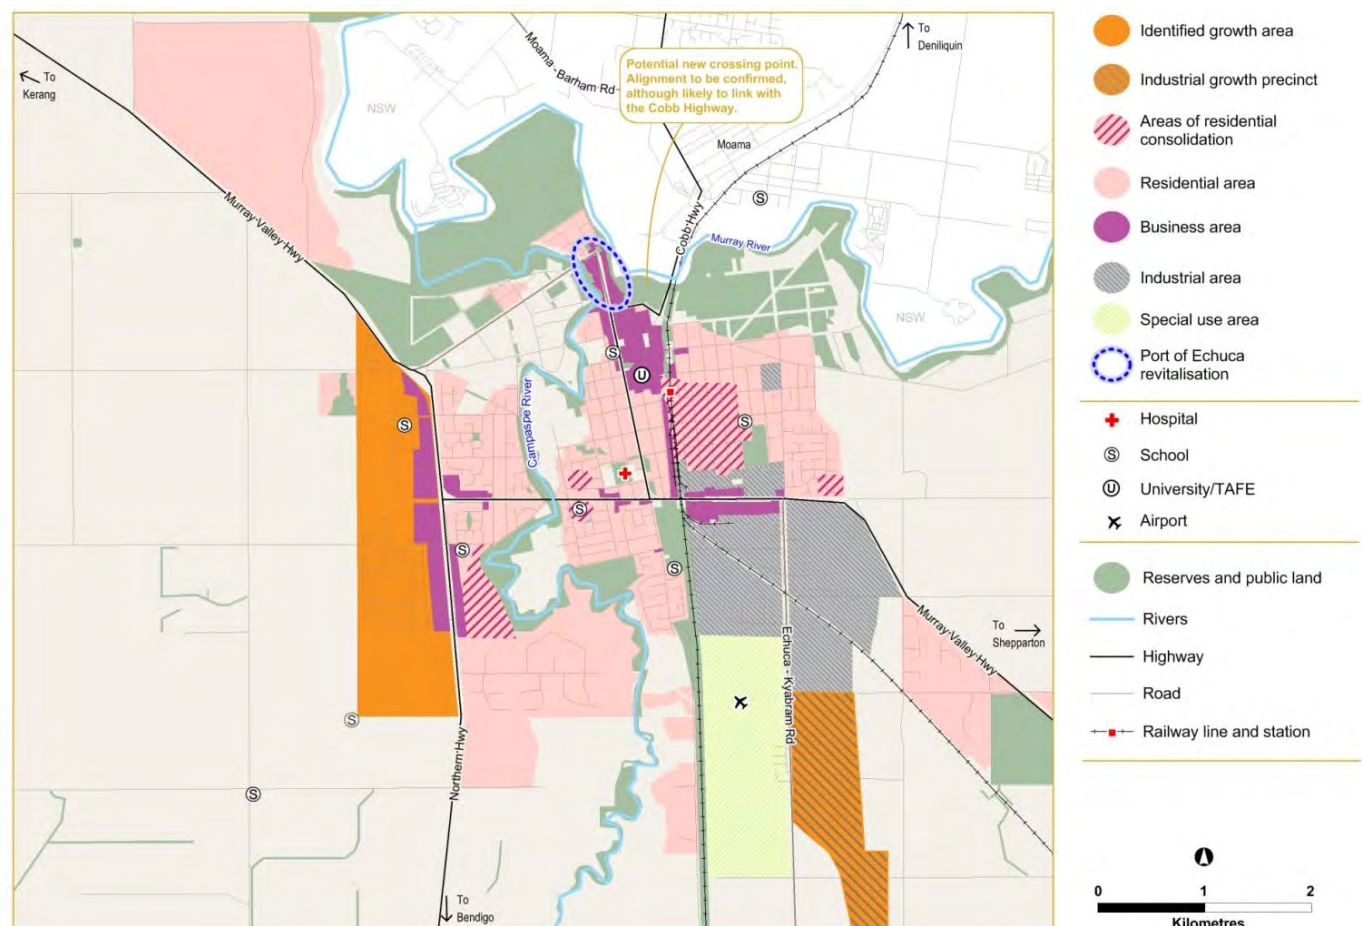 To
Kerang
NSW
Moama - Barham Rd
Potential new crossing point.
Alignment to be confirmed,
although likely to link with
the Cobb Highway.
To
Deniliquin
Moama
S
Cobb Hwy
Murray River
NSW
Murray Valley Hwy
S
U
Campaspe River
S
S
S
S
S
Echuca - Kyabram Rd
Murray Valley Hwy
To
Shepparton
S
S
Northern Hwy
To
Bendigo
Identified growth area
Industrial growth precinct
Areas of residential
consolidation
Residential area
Business area
Industrial area
Special use area
Port of Echuca
revitalisation
Hospital
S School
U University/TAFE
Airport
Reserves and public land
Rivers
Highway
Road
Railway line and station
0 1 2
Kilometres